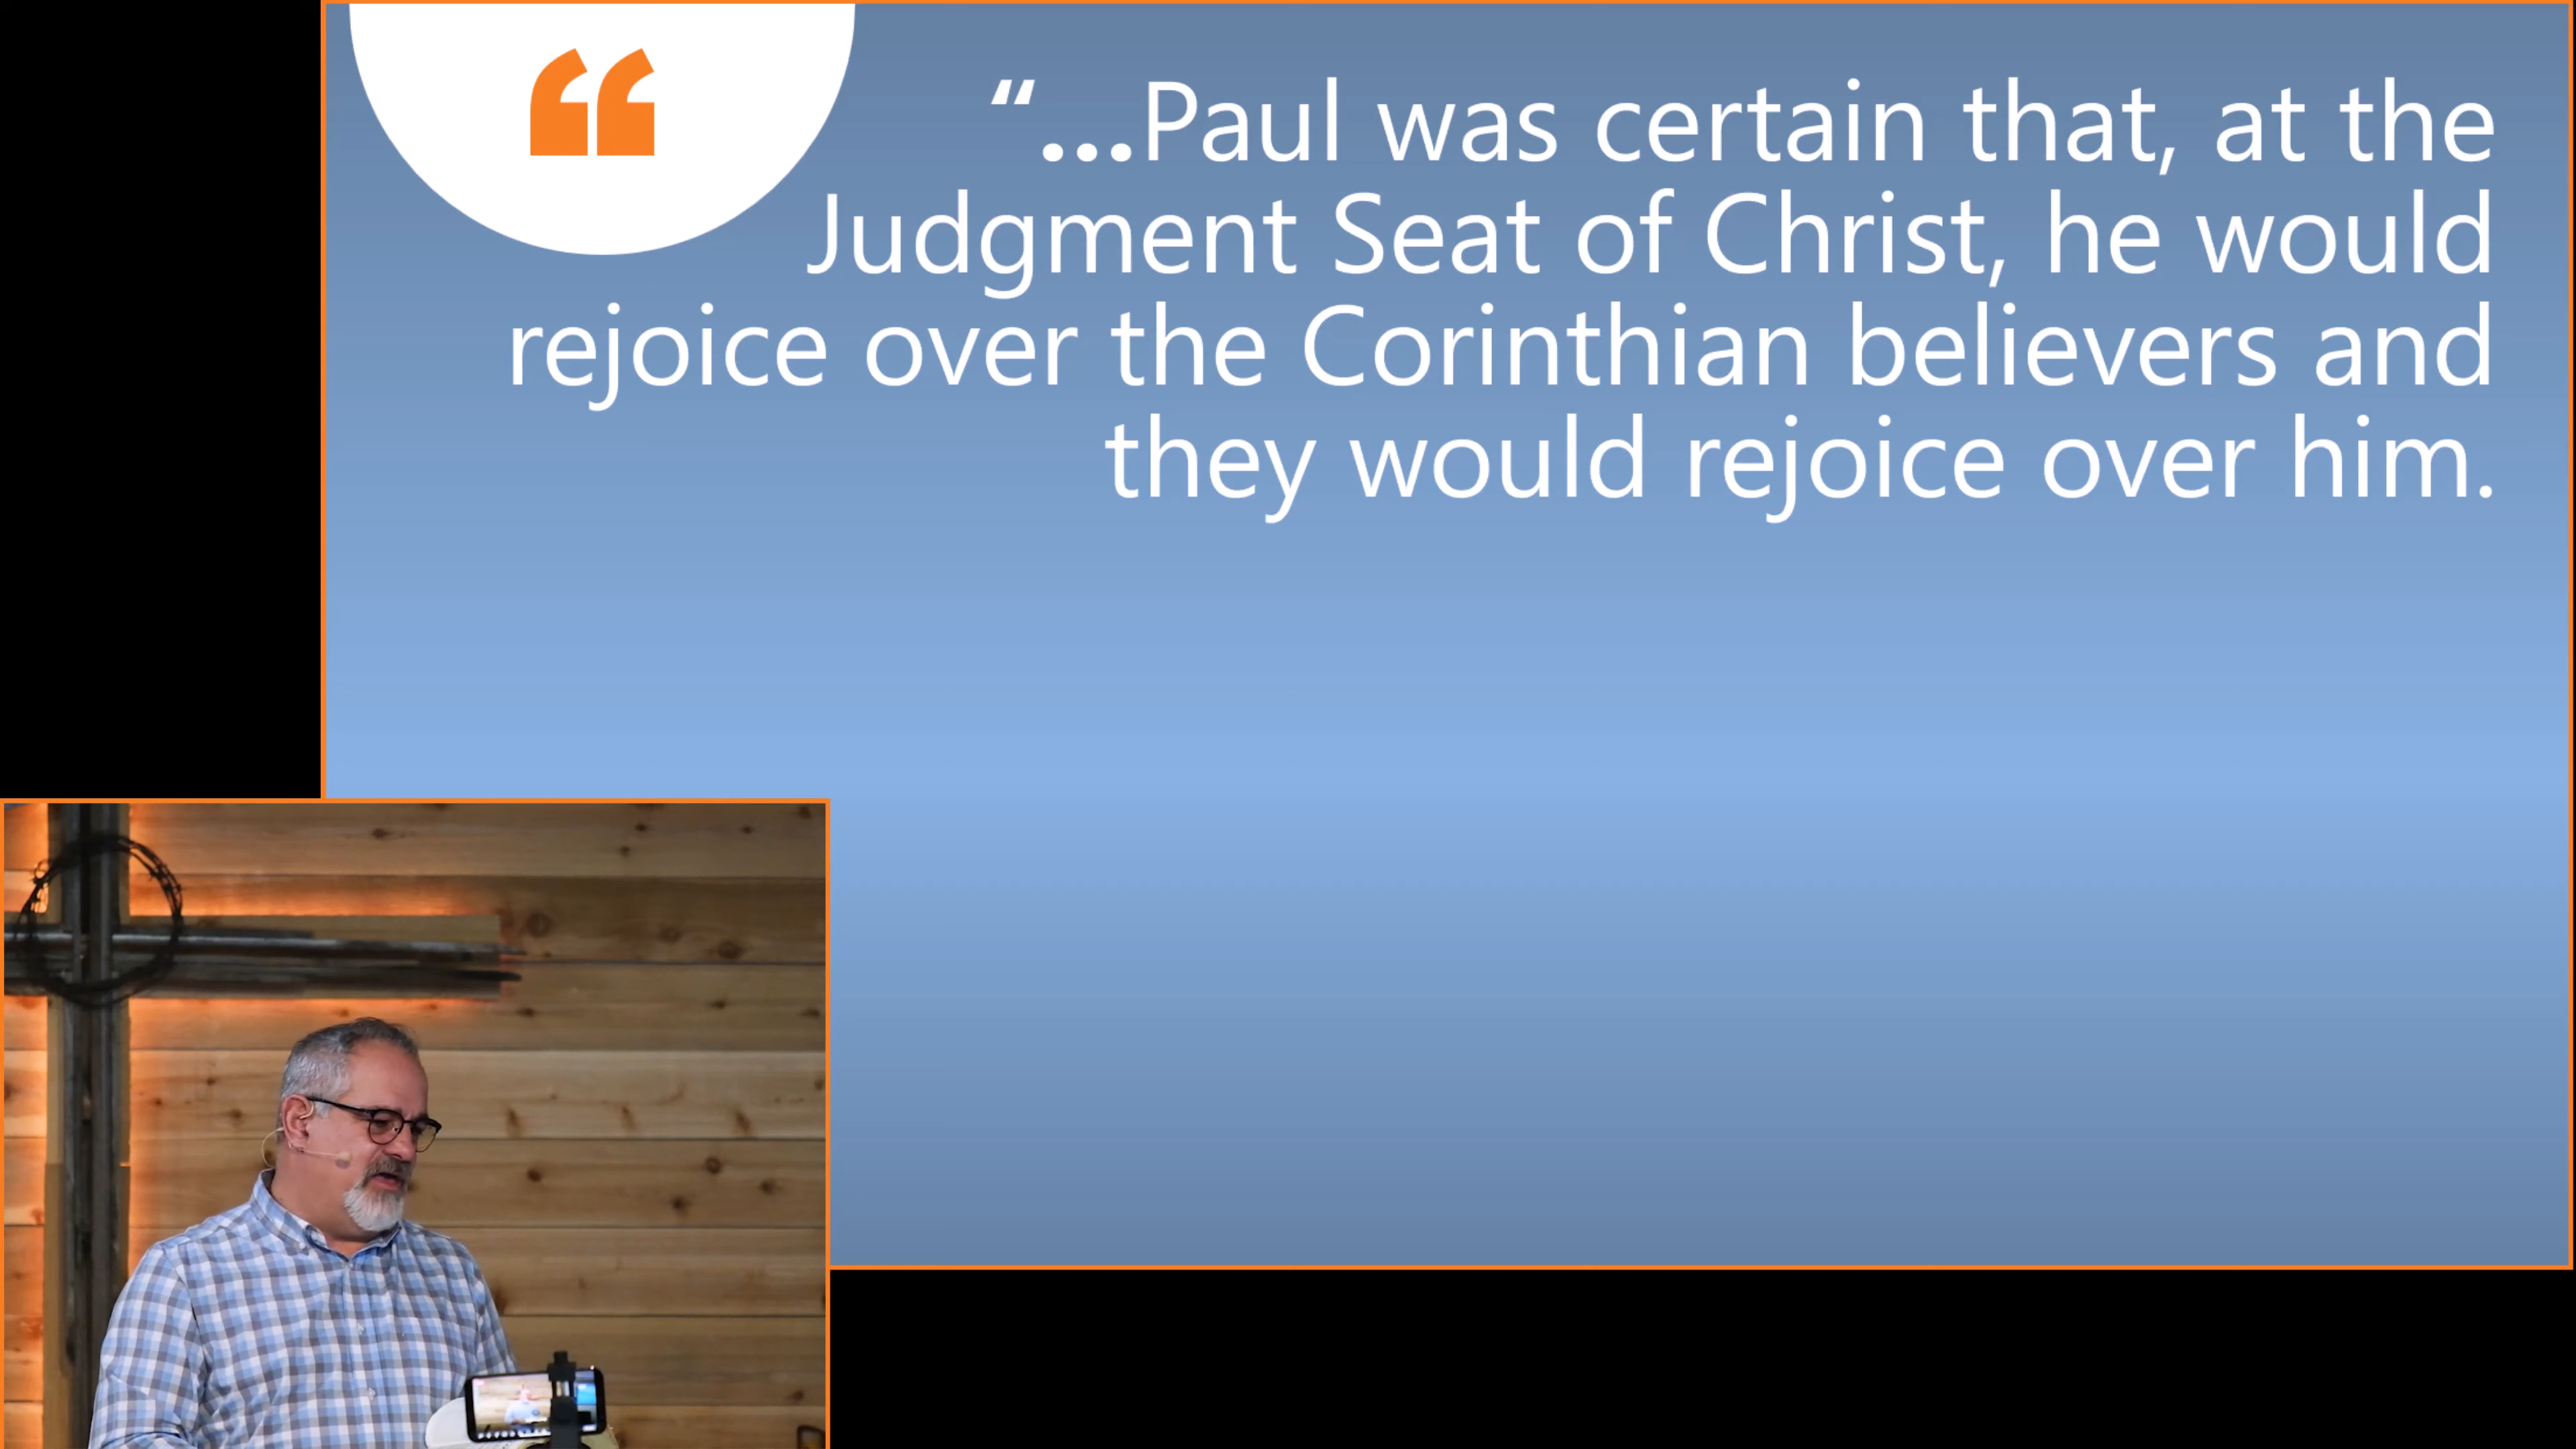 “...Paul was certain that, at the
Judgment Seat of Christ, he would
rejoice over the Corinthian believers and
they would rejoice over him.